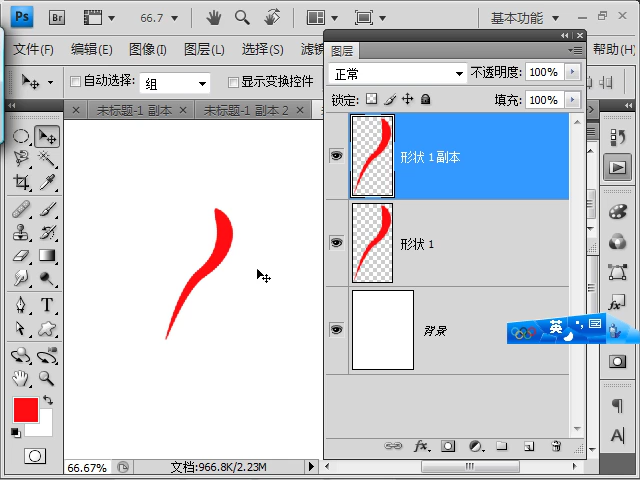 Ps Br 66.7 基本功能
文件(F) 编辑(E) 图像(I) 图层(L) 选择(S) 滤镜 帮助(H)
自动选择: 组 显示变换控件
未标题-1 副本 未标题-1 副本 2
图层
正常 不透明度: 100%
锁定: 填充: 100%
形状 1 副本
形状 1
背景
英
T
fx
A
66.67% 文档:966.8K/2.23M